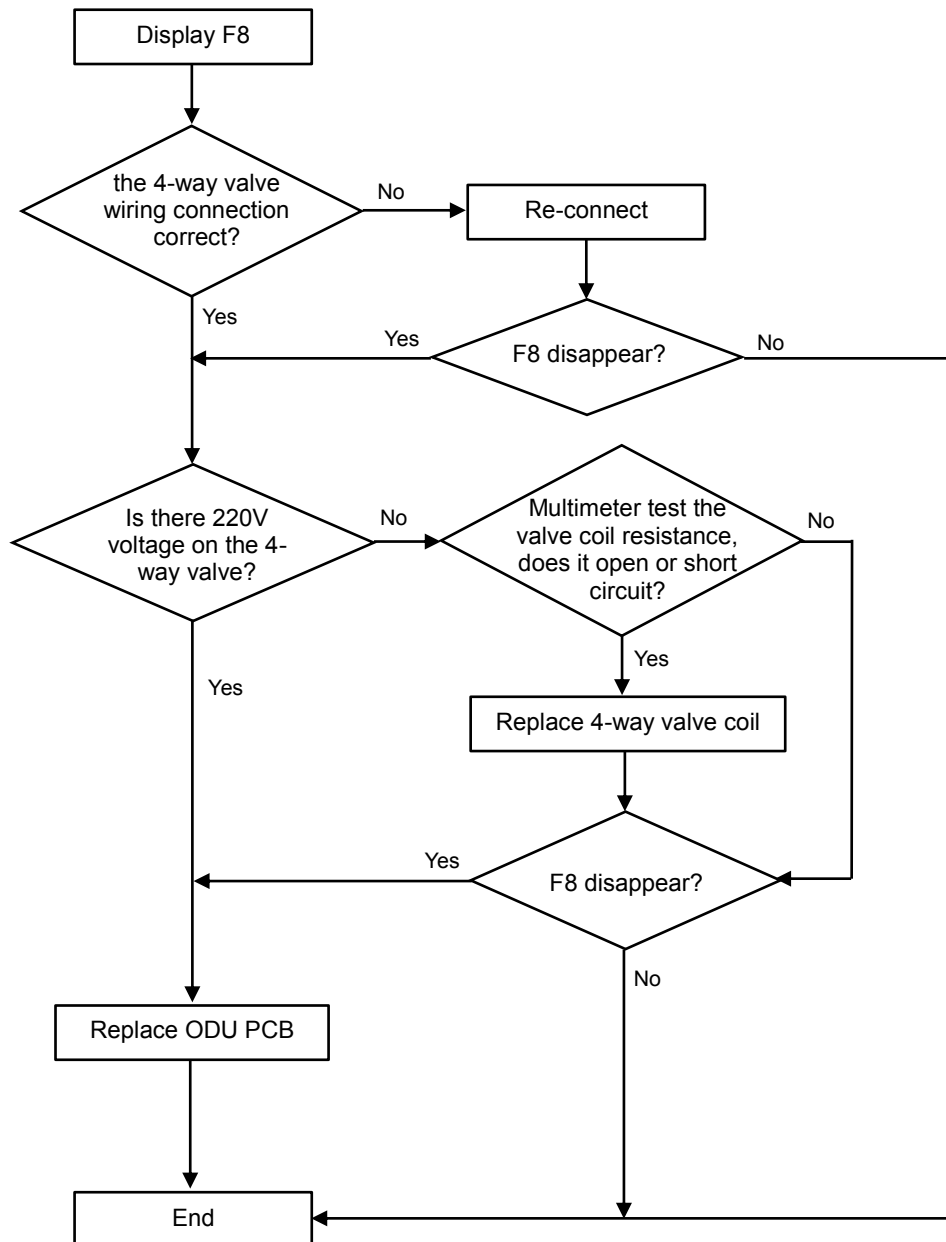 Display F8
the 4-way valve
wiring connection
correct?
No
Re-connect
Yes
F8 disappear?
Yes
No
Is there 220V
voltage on the 4-
way valve?
No
Multimeter test the
valve coil resistance,
does it open or short
circuit?
No
Yes
Yes
Replace 4-way valve coil
F8 disappear?
Yes
No
Replace ODU PCB
End